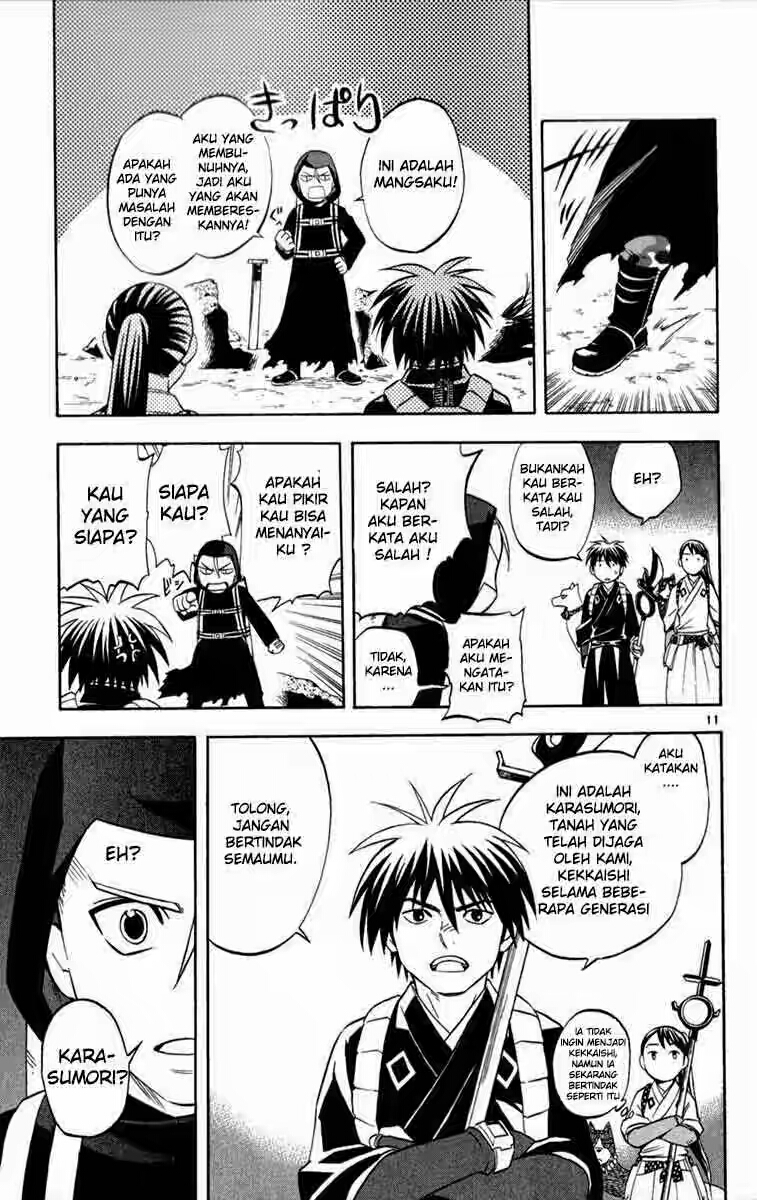 INI ADALAH
MANGSAKU!
きっぱり
AKU YANG
MEMBU-
NUHNYA,
JADI AKU
YANG AKAN
MEMBERES-
KANNYA!
APAKAH
ADA YANG
PUNYA
MASALAH
DENGAN
ITU?
EH?
BUKANKAH
KAU BER-
KATA KAU
SALAH,
TADI?
SALAH?
KAPAN
AKU BER-
KATA AKU
SALAH !
APAKAH
AKU ME-
NGATA-
KAN ITU?
TIDAK,
KARENA
...
APAKAH
KAU PIKIR
KAU BISA
MENANYAI-
KU ?
SIAPA
KAU?
KAU
YANG
SIAPA?
11
AKU
KATAKAN
....
INI ADALAH
KARASUMORI,
TANAH YANG
TELAH DIJAGA
OLEH KAMI,
KEKKAISHI
SELAMA BEBE-
RAPA GENERASI
TOLONG,
JANGAN
BERTINDAK
SEMAUMU.
IA TIDAK
INGIN MENJADI
KEKKAISHI,
NAMUN IA
SEKARANG
BERTINDAK
SEPERTI ITU
EH?
KARA-
SUMORI?